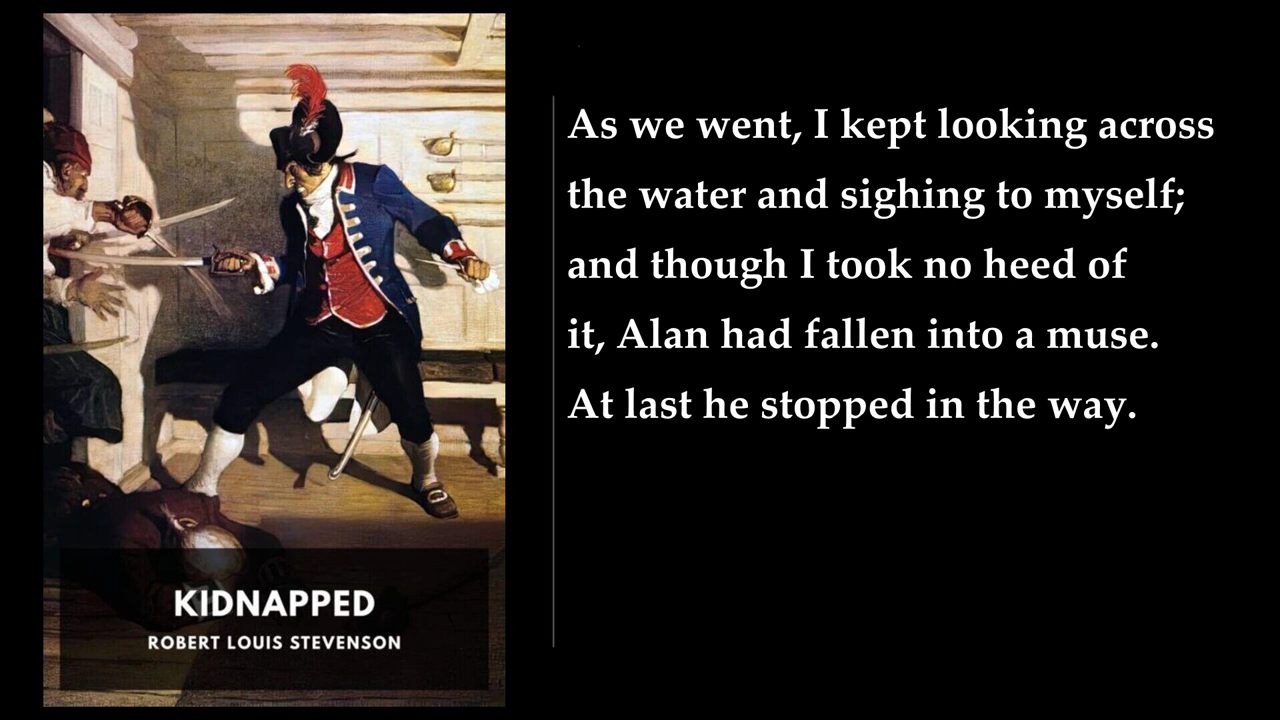 KIDNAPPED
ROBERT LOUIS STEVENSON
As we went, I kept looking across
the water and sighing to myself;
and though I took no heed of
it, Alan had fallen into a muse.
At last he stopped in the way.